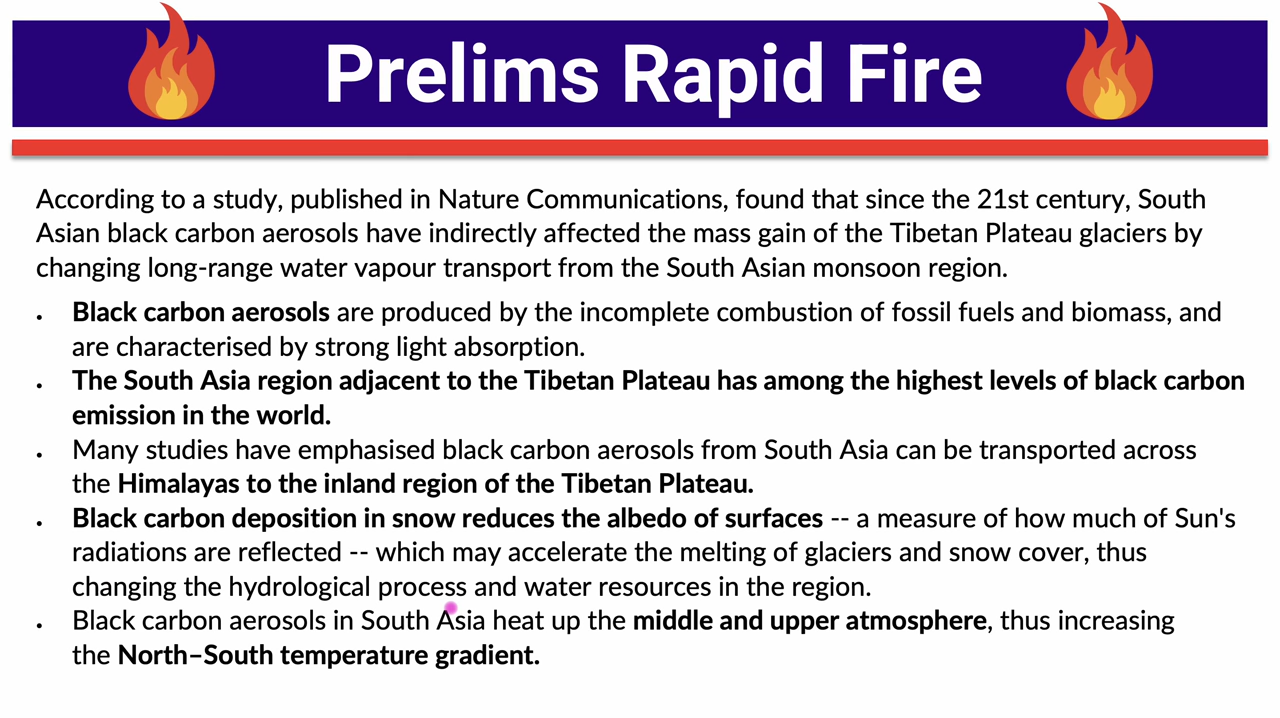 Prelims Rapid Fire
According to a study, published in Nature Communications, found that since the 21st century, South
Asian black carbon aerosols have indirectly affected the mass gain of the Tibetan Plateau glaciers by
changing long-range water vapour transport from the South Asian monsoon region.
• Black carbon aerosols are produced by the incomplete combustion of fossil fuels and biomass, and
are characterised by strong light absorption.
• The South Asia region adjacent to the Tibetan Plateau has among the highest levels of black carbon
emission in the world.
• Many studies have emphasised black carbon aerosols from South Asia can be transported across
the Himalayas to the inland region of the Tibetan Plateau.
• Black carbon deposition in snow reduces the albedo of surfaces -- a measure of how much of Sun's
radiations are reflected -- which may accelerate the melting of glaciers and snow cover, thus
changing the hydrological process and water resources in the region.
• Black carbon aerosols in South Asia heat up the middle and upper atmosphere, thus increasing
the North–South temperature gradient.